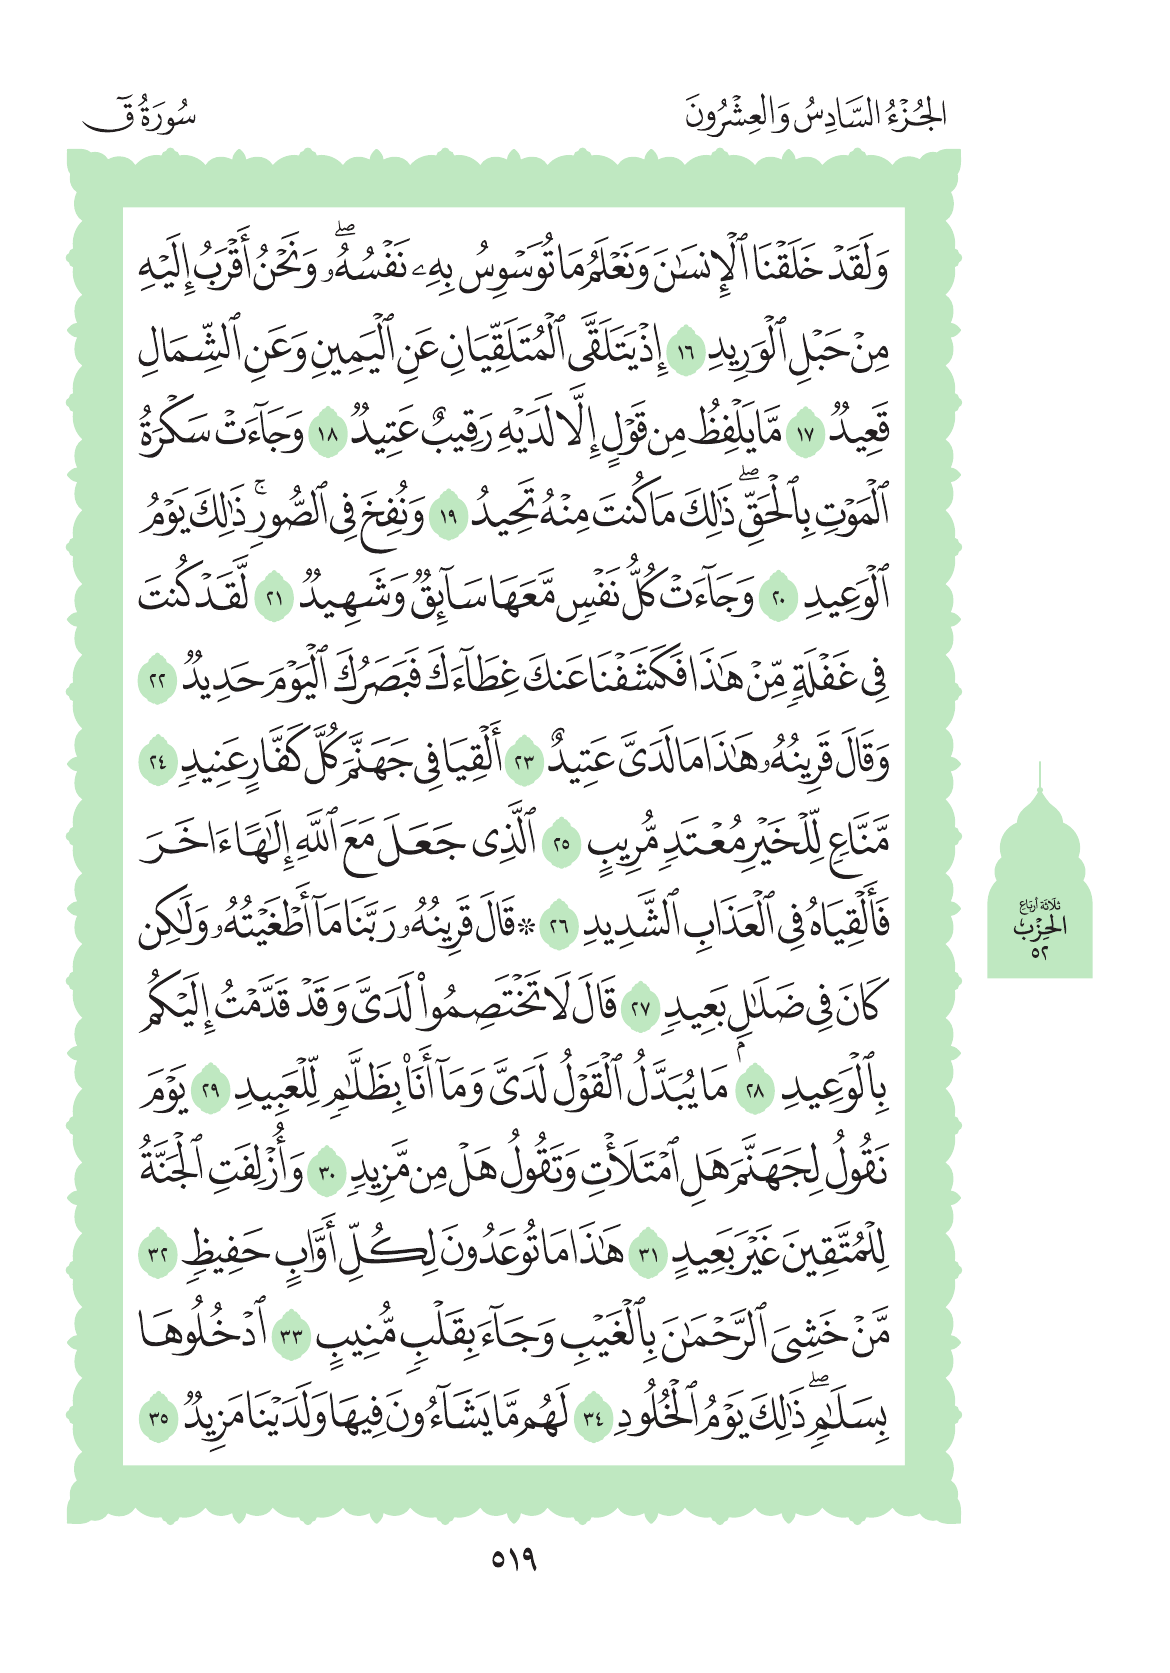 الجُزْءُ السَّادِسُ وَالعِشْرُونَ
سُورَةُ قٓ
وَلَقَدْ خَلَقْنَا ٱلْإِنسَٰنَ وَنَعْلَمُ مَا تُوَسْوِسُ بِهِۦ نَفْسُهُۥۖ وَنَحْنُ أَقْرَبُ إِلَيْهِ
مِنْ حَبْلِ ٱلْوَرِيدِ ١٦ إِذْ يَتَلَقَّى ٱلْمُتَلَقِّيَانِ عَنِ ٱلْيَمِينِ وَعَنِ ٱلشِّمَالِ
قَعِيدٌ ١٧ مَّا يَلْفِظُ مِن قَوْلٍ إِلَّا لَدَيْهِ رَقِيبٌ عَتِيدٌ ١٨ وَجَآءَتْ سَكْرَةُ
ٱلْمَوْتِ بِٱلْحَقِّۖ ذَٰلِكَ مَا كُنتَ مِنْهُ تَحِيدُ ١٩ وَنُفِخَ فِى ٱلصُّورِۚ ذَٰلِكَ يَوْمُ
ٱلْوَعِيدِ ٢٠ وَجَآءَتْ كُلُّ نَفْسٍ مَّعَهَا سَآئِقٌ وَشَهِيدٌ ٢١ لَّقَدْ كُنتَ
فِى غَفْلَةٍ مِّنْ هَٰذَا فَكَشَفْنَا عَنكَ غِطَآءَكَ فَبَصَرُكَ ٱلْيَوْمَ حَدِيدٌ ٢٢
وَقَالَ قَرِينُهُۥ هَٰذَا مَا لَدَىَّ عَتِيدٌ ٢٣ أَلْقِيَا فِى جَهَنَّمَ كُلَّ كَفَّارٍ عَنِيدٍ ٢٤
مَّنَّاعٍ لِّلْخَيْرِ مُعْتَدٍ مُّرِيبٍ ٢٥ ٱلَّذِى جَعَلَ مَعَ ٱللَّهِ إِلَٰهًا ءَاخَرَ
فَأَلْقِيَاهُ فِى ٱلْعَذَابِ ٱلشَّدِيدِ ٢٦ ۞ قَالَ قَرِينُهُۥ رَبَّنَا مَآ أَطْغَيْتُهُۥ وَلَٰكِن
كَانَ فِى ضَلَٰلٍۭ بَعِيدٍ ٢٧ قَالَ لَا تَخْتَصِمُوا۟ لَدَىَّ وَقَدْ قَدَّمْتُ إِلَيْكُم
بِٱلْوَعِيدِ ٢٨ مَا يُبَدَّلُ ٱلْقَوْلُ لَدَىَّ وَمَآ أَنَا۠ بِظَلَّٰمٍ لِّلْعَبِيدِ ٢٩ يَوْمَ
نَقُولُ لِجَهَنَّمَ هَلِ ٱمْتَلَأْتِ وَتَقُولُ هَلْ مِن مَّزِيدٍ ٣٠ وَأُزْلِفَتِ ٱلْجَنَّةُ
لِلْمُتَّقِينَ غَيْرَ بَعِيدٍ ٣١ هَٰذَا مَا تُوعَدُونَ لِكُلِّ أَوَّابٍ حَفِيظٍ ٣٢
مَّنْ خَشِىَ ٱلرَّحْمَٰنَ بِٱلْغَيْبِ وَجَآءَ بِقَلْبٍ مُّنِيبٍ ٣٣ ٱدْخُلُوهَا
بِسَلَٰمٍۖ ذَٰلِكَ يَوْمُ ٱلْخُلُودِ ٣٤ لَهُم مَّا يَشَآءُونَ فِيهَا وَلَدَيْنَا مَزِيدٌ ٣٥
ثَلَاثَة أَربَاع
الحِزْب
٥٢
٥١٩